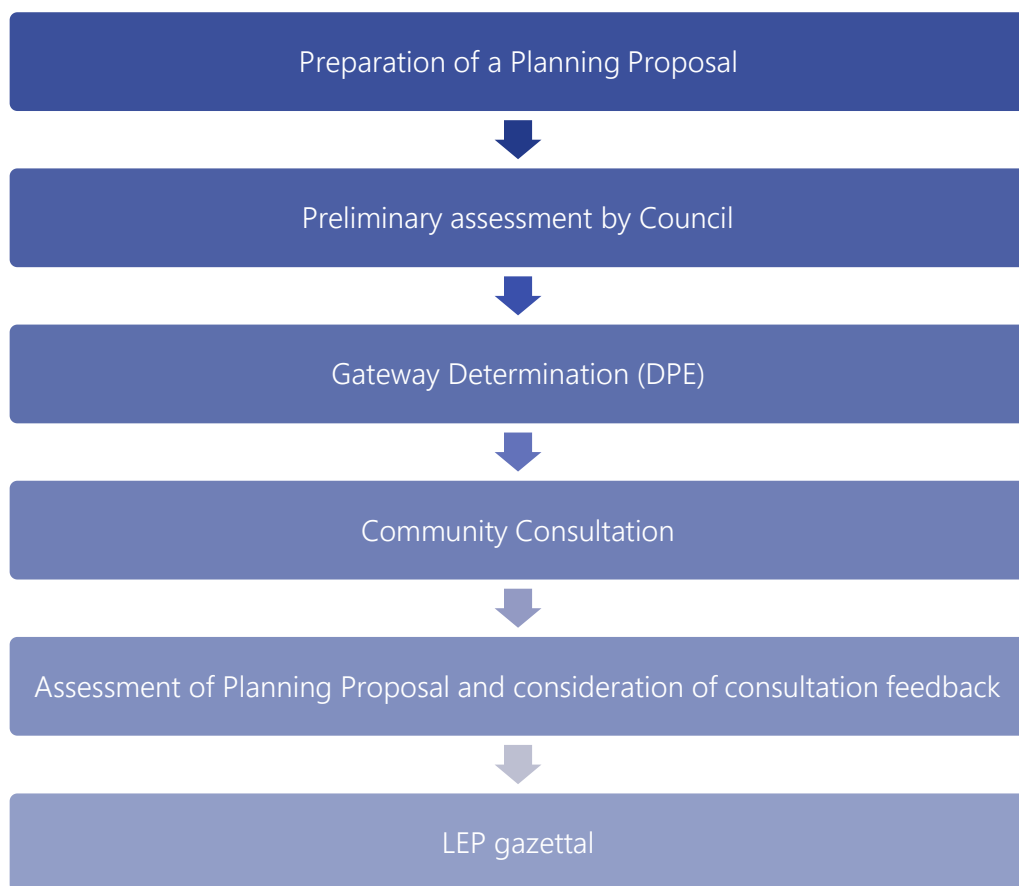 Preparation of a Planning Proposal
Preliminary assessment by Council
Gateway Determination (DPE)
Community Consultation
Assessment of Planning Proposal and consideration of consultation feedback
LEP gazettal